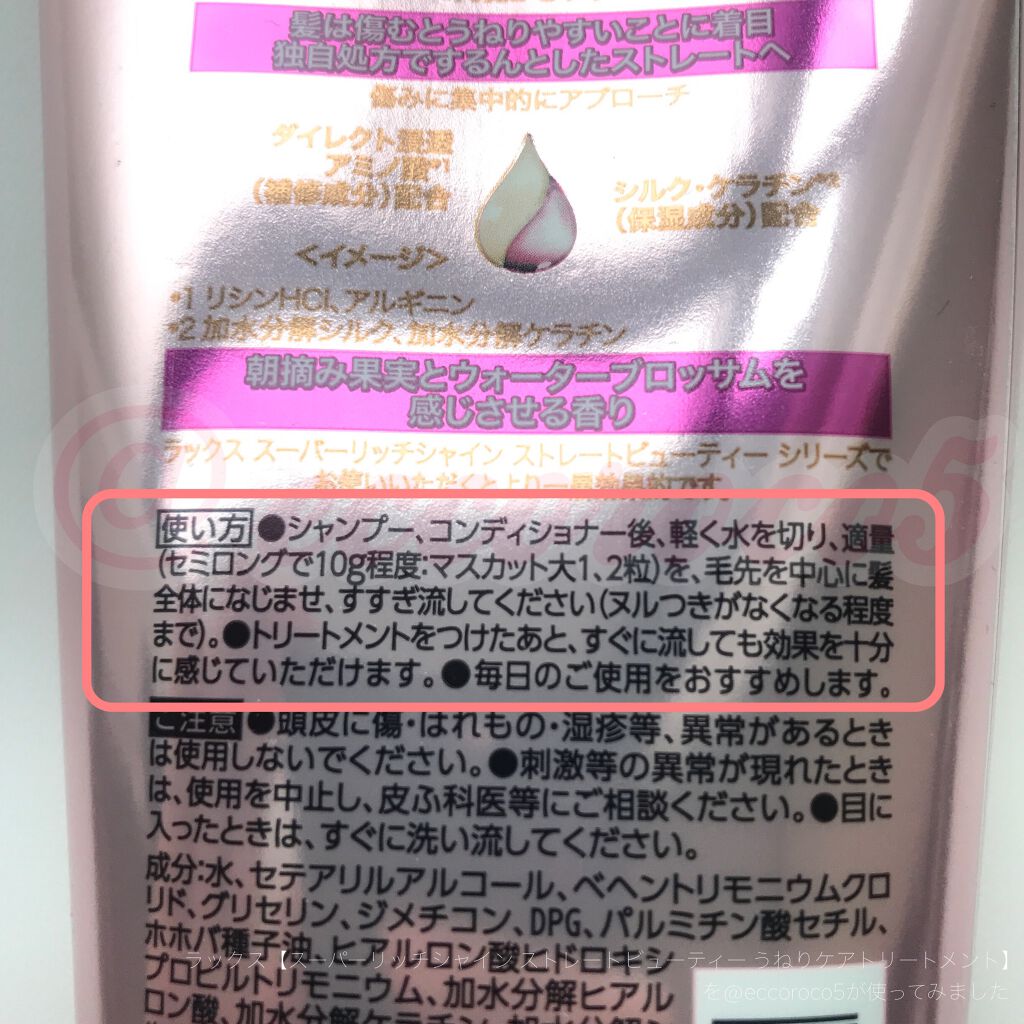 髪は傷むとうねりやすいことに着目
独自処方でするんとしたストレートへ
傷みに集中的にアプローチ
ダイレクト浸透
アミノ酸*1
(補修成分)配合
シルク・ケラチン*2
(保湿成分)配合
<イメージ>
*1 リシンHCl、アルギニン
*2 加水分解シルク、加水分解ケラチン
朝摘み果実とウォーターブロッサムを
感じさせる香り
ラックス スーパーリッチシャイン ストレートビューティー シリーズで
お使いいただくとより一層効果的です。
使い方 ●シャンプー、コンディショナー後、軽く水を切り、適量
(セミロングで10g程度:マスカット大1、2粒)を、毛先を中心に髪
全体になじませ、すすぎ流してください(ヌルつきがなくなる程度
まで)。●トリートメントをつけたあと、すぐに流しても効果を十分
に感じていただけます。●毎日のご使用をおすすめします。
ご注意 ●頭皮に傷・はれもの・湿疹等、異常があるとき
は使用しないでください。●刺激等の異常が現れたとき
は、使用を中止し、皮ふ科医等にご相談ください。●目に
入ったときは、すぐに洗い流してください。
成分:水、セテアリルアルコール、ベヘントリモニウムクロ
リド、グリセリン、ジメチコン、DPG、パルミチン酸セチル、
ホホバ種子油、ヒアルロン酸ヒドロキシ
プロピルトリモニウム、加水分解ヒアル
ロン酸、加水分解ケラチン、加水分解シ
ラックス【スーパーリッチシャイン ストレートビューティー うねりケアトリートメント】
を@eccoroco5が使ってみました